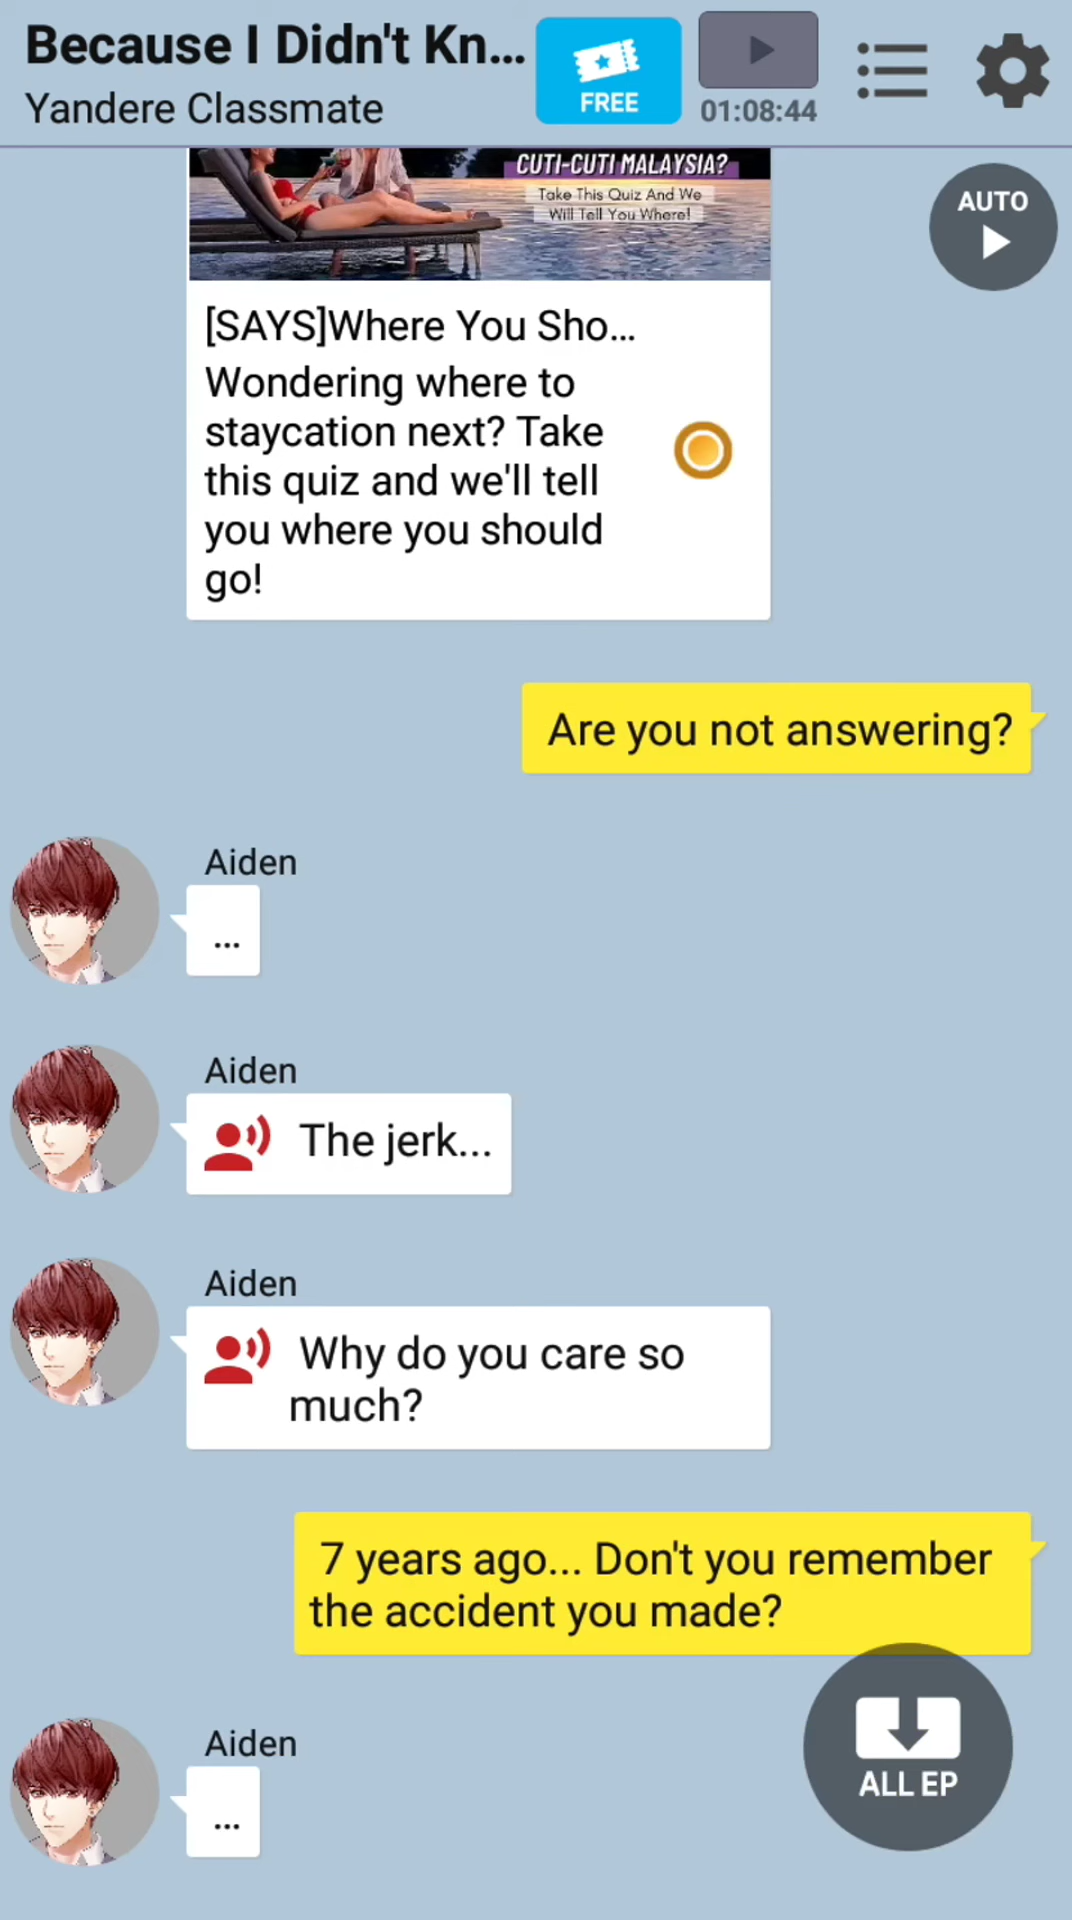 Because I Didn't Kn...
Yandere Classmate
FREE
01:08:44
AUTO
CUTI-CUTI MALAYSIA?
Take This Quiz And We
Will Tell You Where!
[SAYS]Where You Sho...
Wondering where to
staycation next? Take
this quiz and we'll tell
you where you should
go!
Are you not answering?
Aiden
...
Aiden
The jerk...
Aiden
Why do you care so
much?
7 years ago... Don't you remember
the accident you made?
Aiden
...
ALL EP